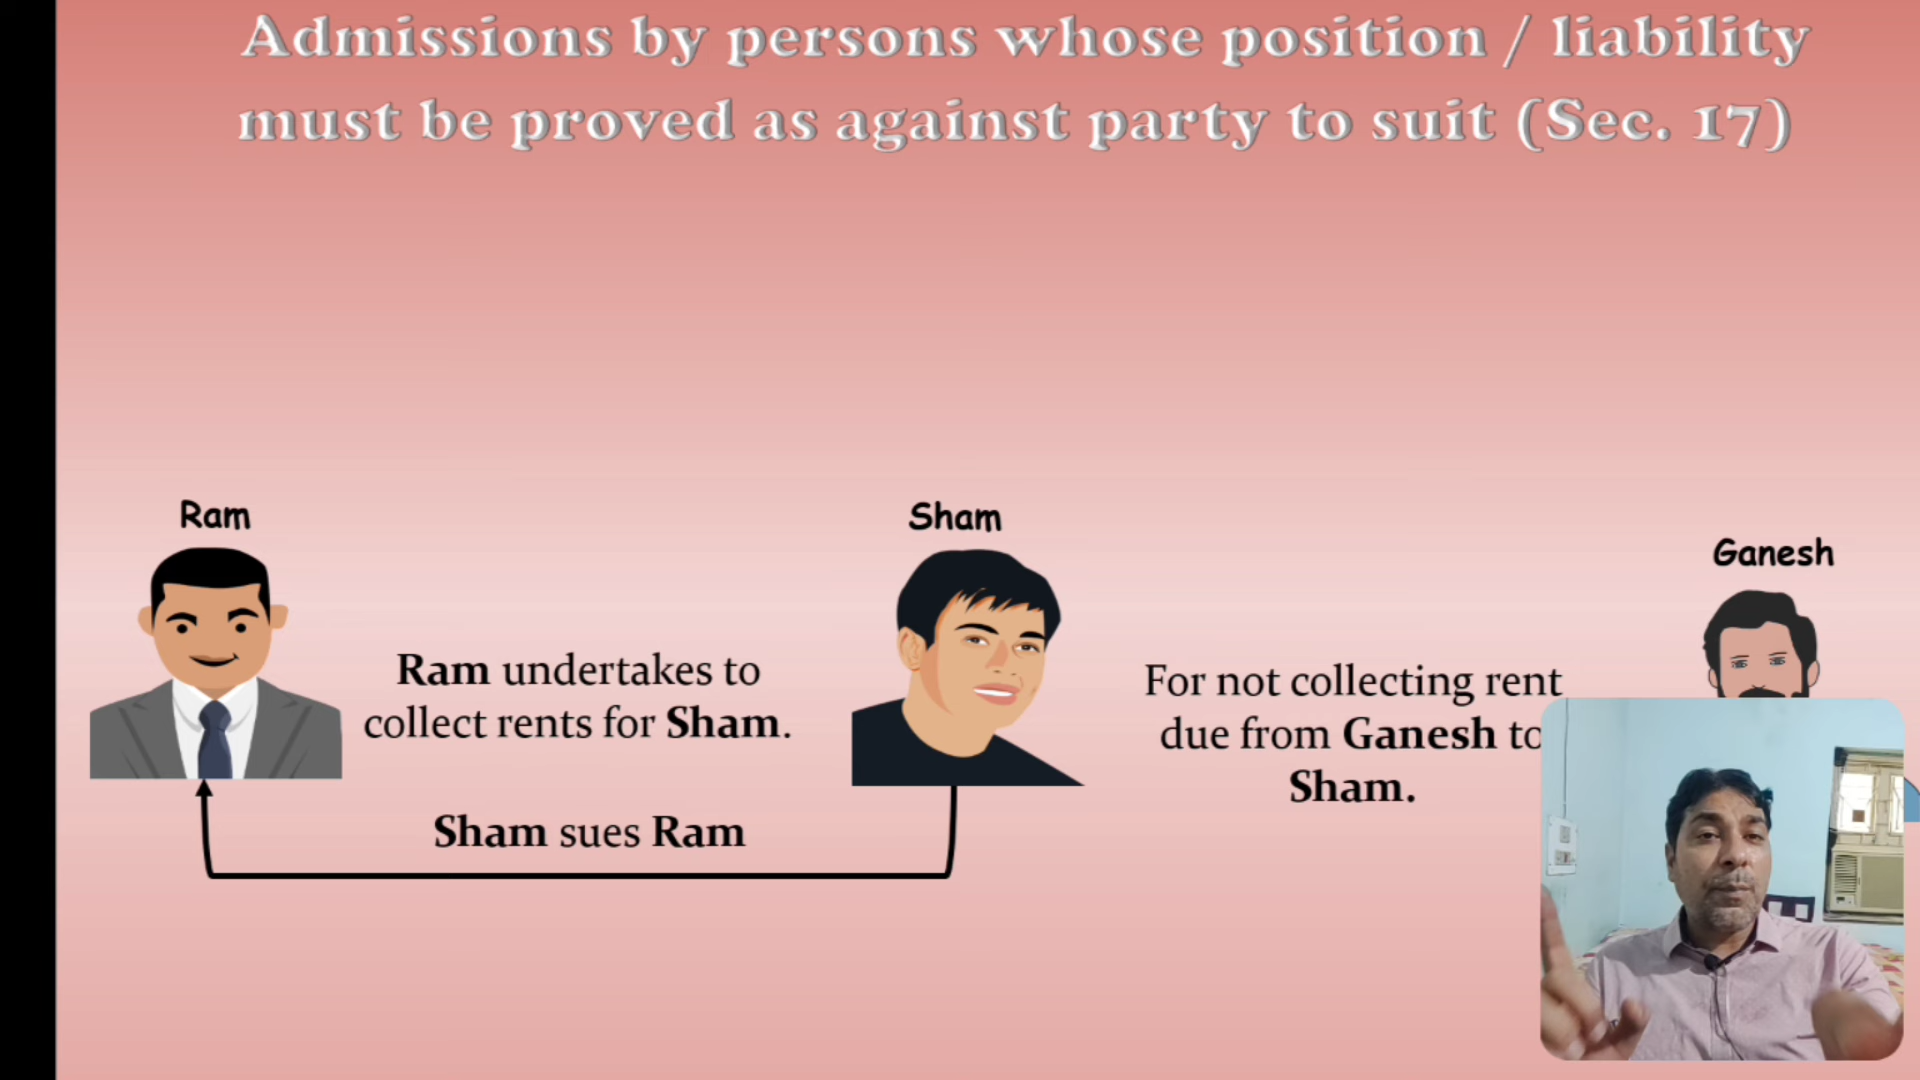 Admissions by persons whose position / liability
must be proved as against party to suit (Sec. 17)
Ram
Sham
Ganesh
Ram undertakes to
collect rents for Sham.
For not collecting rent
due from Ganesh to
Sham.
Sham sues Ram